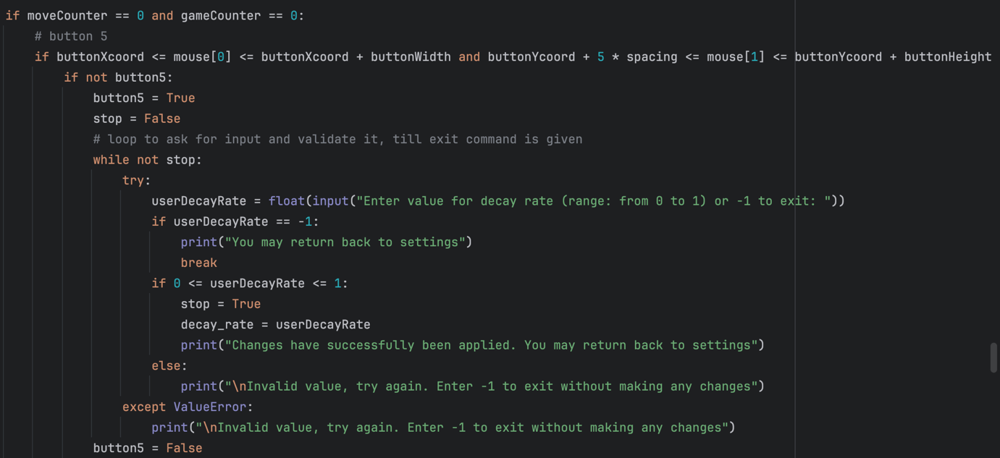 if moveCounter == 0 and gameCounter == 0:
    # button 5
    if buttonXcoord <= mouse[0] <= buttonXcoord + buttonWidth and buttonYcoord + 5 * spacing <= mouse[1] <= buttonYcoord + buttonHeight
        if not button5:
            button5 = True
            stop = False
            # loop to ask for input and validate it, till exit command is given
            while not stop:
                try:
                    userDecayRate = float(input("Enter value for decay rate (range: from 0 to 1) or -1 to exit: "))
                    if userDecayRate == -1:
                        print("You may return back to settings")
                        break
                    if 0 <= userDecayRate <= 1:
                        stop = True
                        decay_rate = userDecayRate
                        print("Changes have successfully been applied. You may return back to settings")
                    else:
                        print("\nInvalid value, try again. Enter -1 to exit without making any changes")
                except ValueError:
                    print("\nInvalid value, try again. Enter -1 to exit without making any changes")
            button5 = False